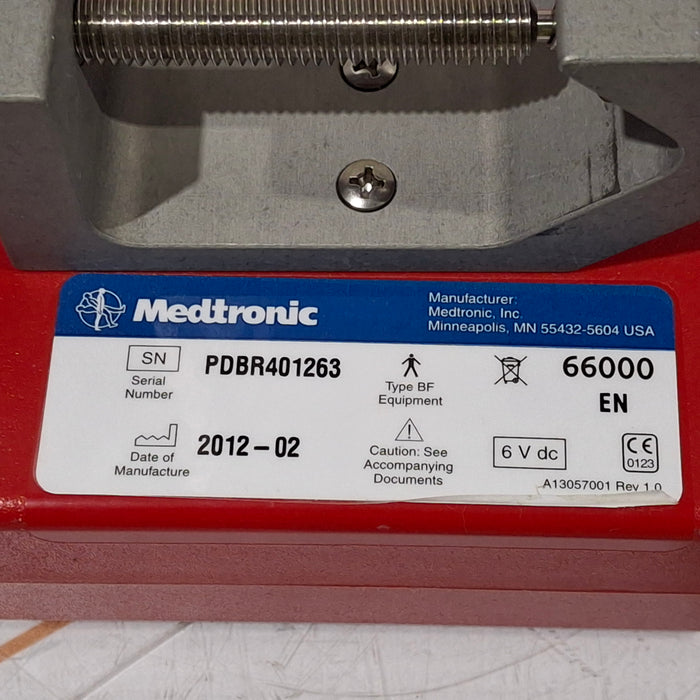 Medtronic
Manufacturer:
Medtronic, Inc.
Minneapolis, MN 55432-5604 USA
SN
Serial
Number
PDBR401263
Type BF
Equipment
66000
EN
Date of
Manufacture
2012-02
Caution: See
Accompanying
Documents
6 V dc
CE
0123
A13057001 Rev 1.0